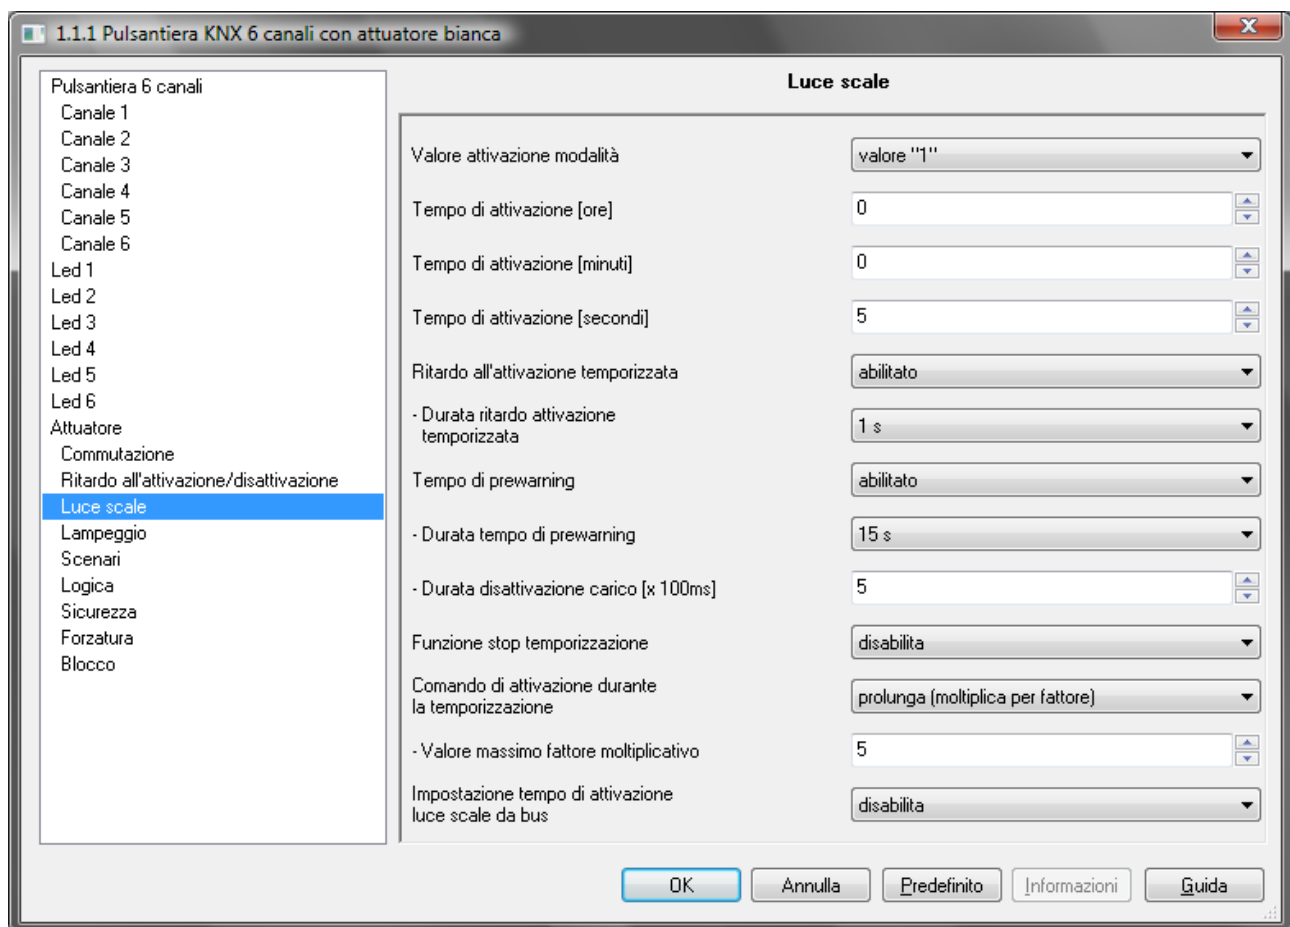 1.1.1 Pulsantiera KNX 6 canali con attuatore bianca
Pulsantiera 6 canali
Canale 1
Canale 2
Canale 3
Canale 4
Canale 5
Canale 6
Led 1
Led 2
Led 3
Led 4
Led 5
Led 6
Attuatore
Commutazione
Ritardo all'attivazione/disattivazione
Luce scale
Lampeggio
Scenari
Logica
Sicurezza
Forzatura
Blocco
Luce scale
Valore attivazione modalità
valore "1"
Tempo di attivazione [ore]
0
Tempo di attivazione [minuti]
0
Tempo di attivazione [secondi]
5
Ritardo all'attivazione temporizzata
abilitato
- Durata ritardo attivazione
temporizzata
1 s
Tempo di prewarning
abilitato
- Durata tempo di prewarning
15 s
- Durata disattivazione carico [x 100ms]
5
Funzione stop temporizzazione
disabilita
Comando di attivazione durante
la temporizzazione
prolunga (moltiplica per fattore)
- Valore massimo fattore moltiplicativo
5
Impostazione tempo di attivazione
luce scale da bus
disabilita
OK
Annulla
Predefinito
Informazioni
Guida